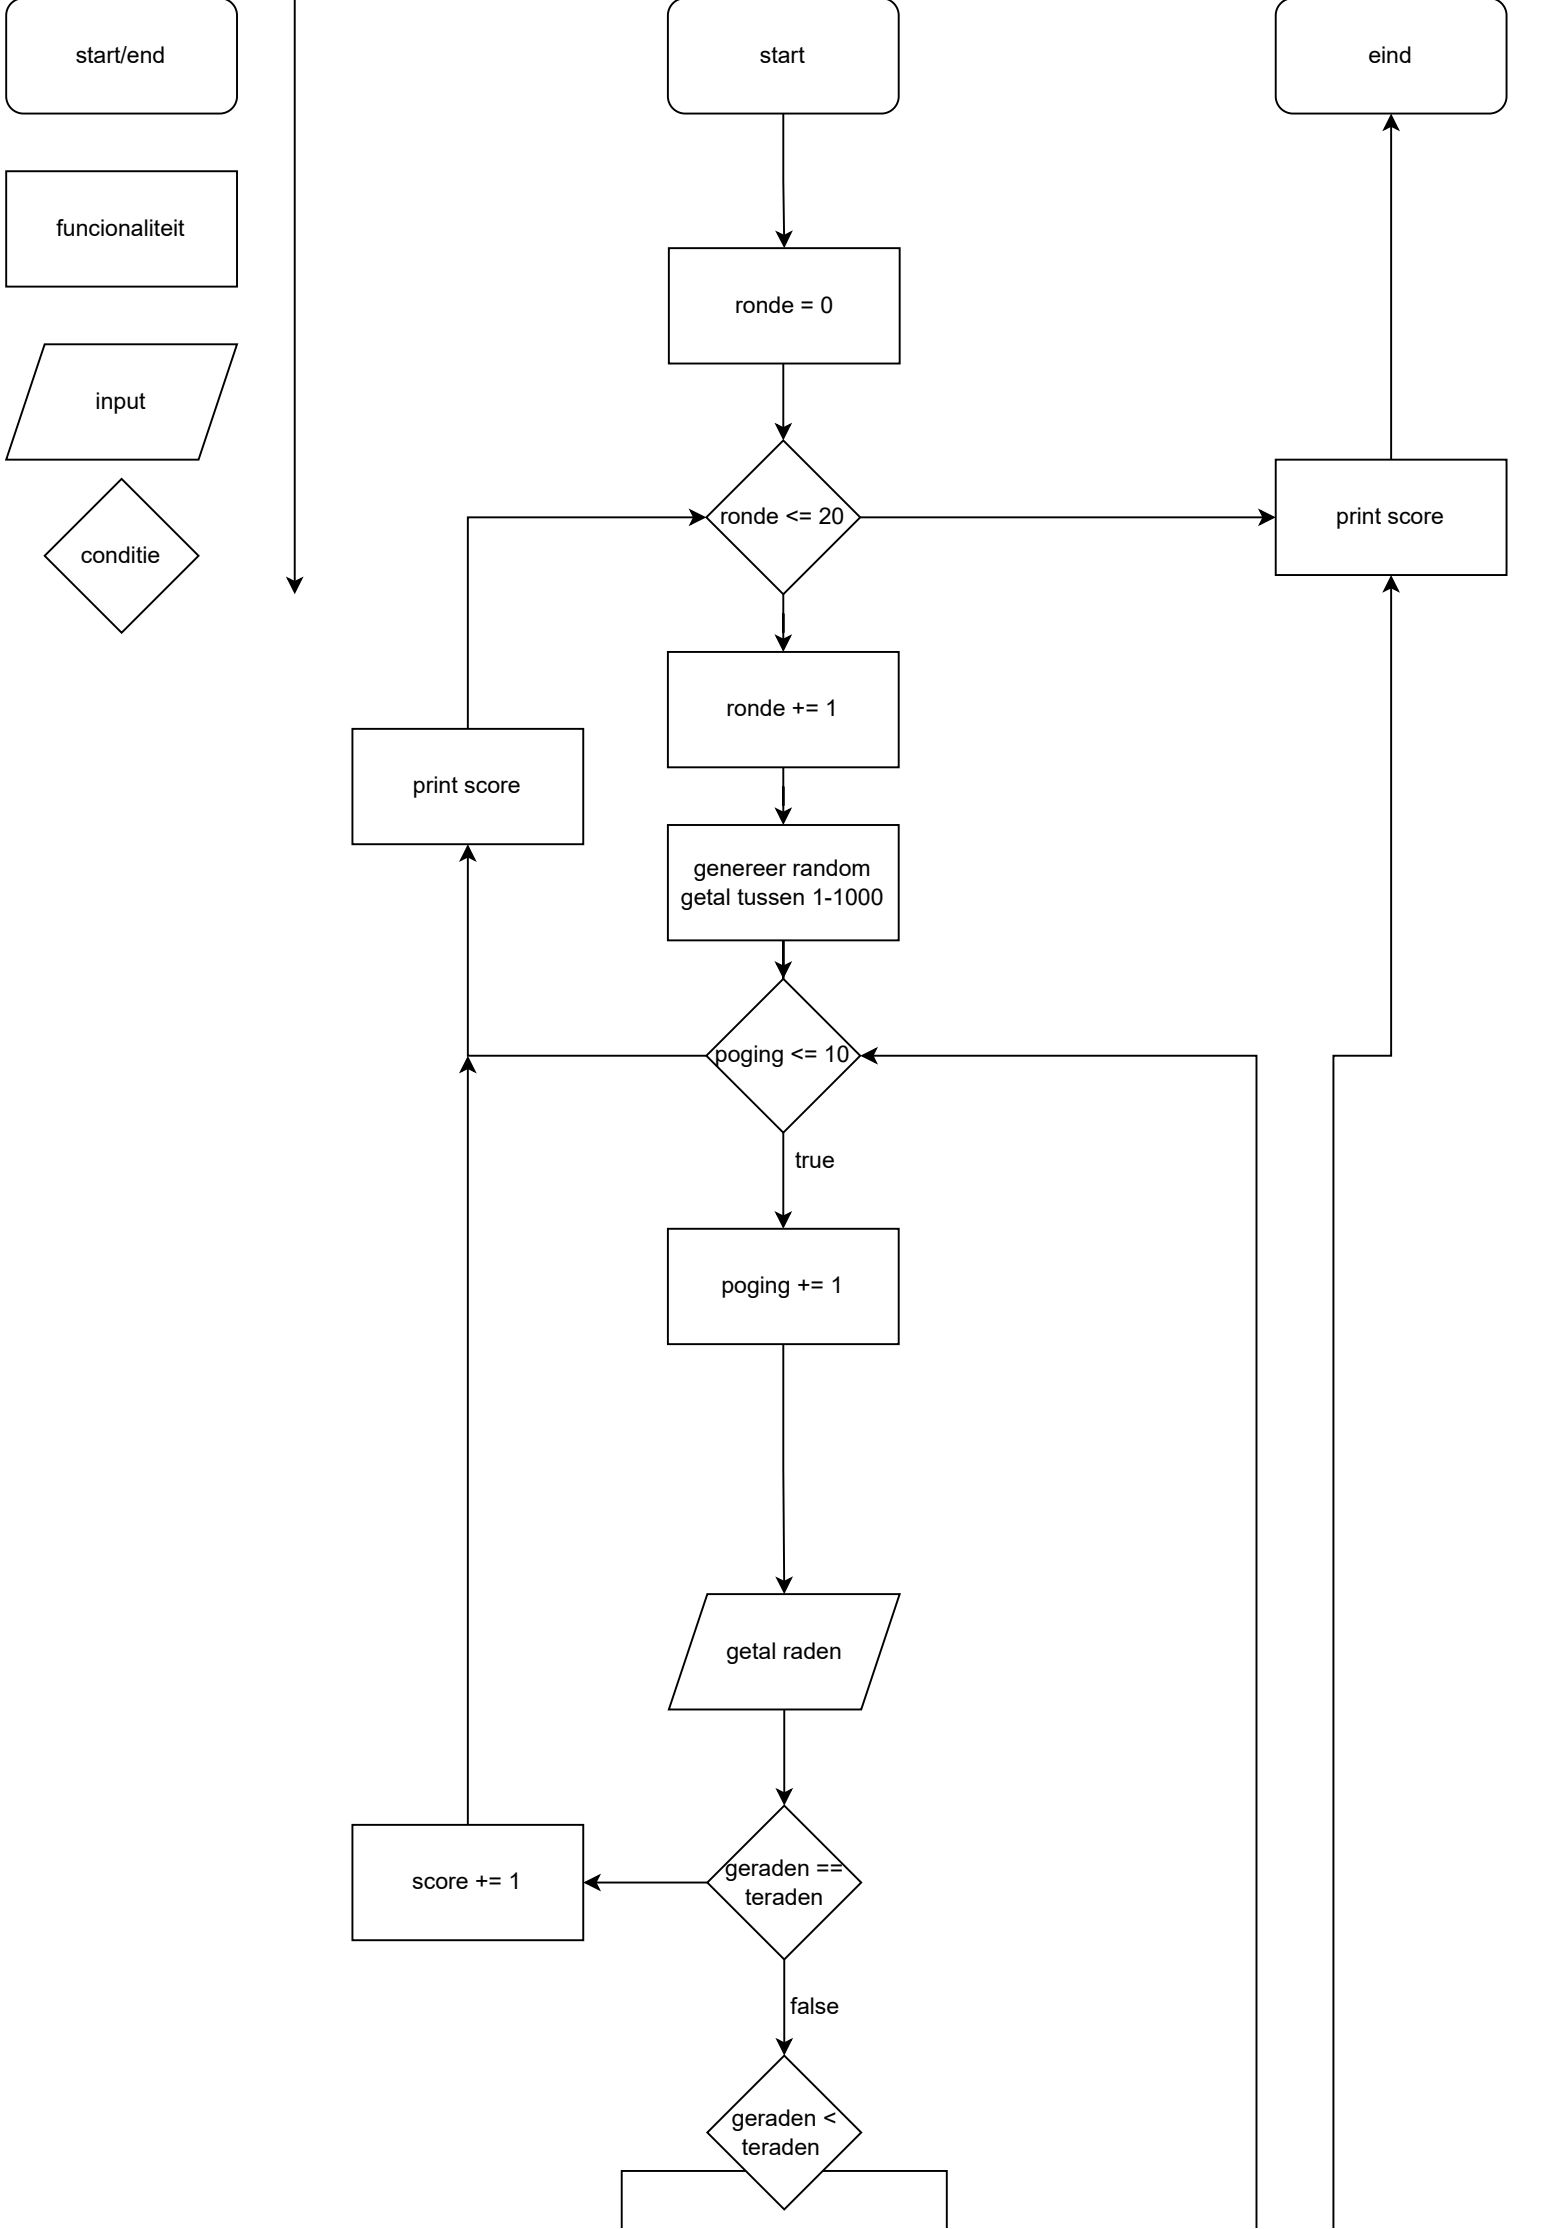 start/end
start
eind
funcionaliteit
ronde = 0
input
ronde <= 20
print score
conditie
ronde += 1
print score
genereer random
getal tussen 1-1000
poging <= 10
true
poging += 1
getal raden
geraden ==
teraden
score += 1
false
geraden <
teraden